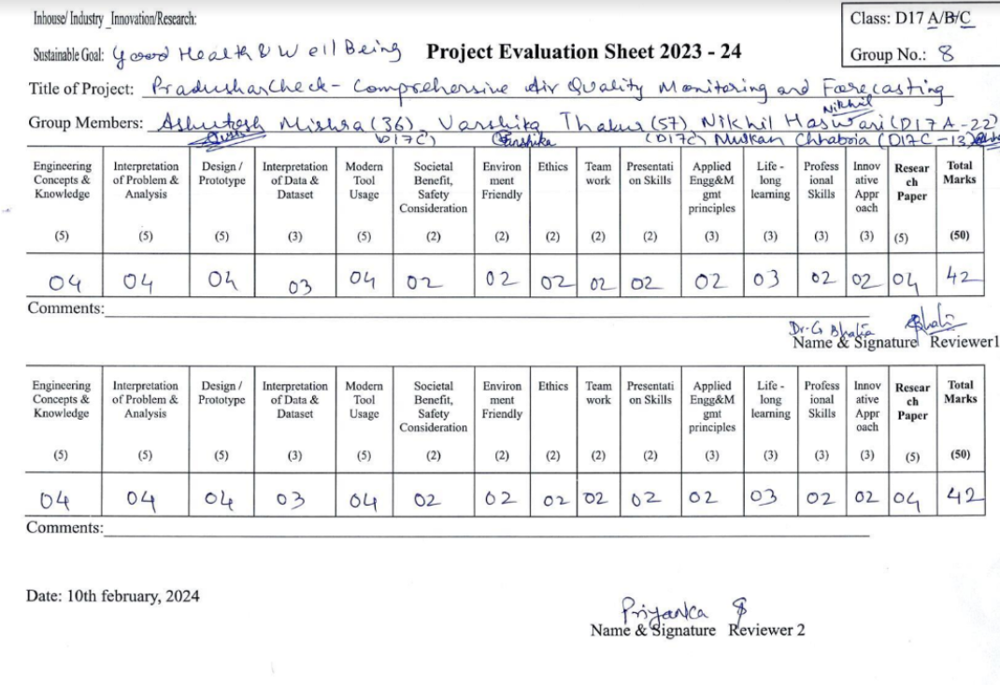 Inhouse/ Industry_Innovation/Research:
Class: D17 A/B/C
Sustainable Goal: Good Health & Well Being
Project Evaluation Sheet 2023 - 24
Group No.: 8
Title of Project: PradusharCheck - Comprehensive Air Quality Monitoring and Forecasting
Nikhil
Group Members: Ashutosh Mishra (36), Varshika Thakur (57), Nikhil Haswani (D17A-22)
D17C) Varshika (D17C) Muskan Chhabria (D17C-13)
Engineering Concepts & Knowledge (5) Interpretation of Problem & Analysis (5) Design / Prototype (5) Interpretation of Data & Dataset (3) Modern Tool Usage (5) Societal Benefit, Safety Consideration (2) Environ ment Friendly (2) Ethics (2) Team work (2) Presentati on Skills (2) Applied Engg&M gmt principles (3) Life - long learning (3) Profess ional Skills (3) Innov ative Appr oach (3) Resear ch Paper (5) Total Marks (50)
04 04 04 03 04 02 02 02 02 02 02 03 02 02 04 42
Comments:
Dr. G Bhatia
Name & Signature Reviewer1
Engineering Concepts & Knowledge (5) Interpretation of Problem & Analysis (5) Design / Prototype (5) Interpretation of Data & Dataset (3) Modern Tool Usage (5) Societal Benefit, Safety Consideration (2) Environ ment Friendly (2) Ethics (2) Team work (2) Presentati on Skills (2) Applied Engg&M gmt principles (3) Life - long learning (3) Profess ional Skills (3) Innov ative Appr oach (3) Resear ch Paper (5) Total Marks (50)
04 04 04 03 04 02 02 02 02 02 02 03 02 02 04 42
Comments:
Date: 10th february, 2024
Priyanka
Name & Signature Reviewer 2